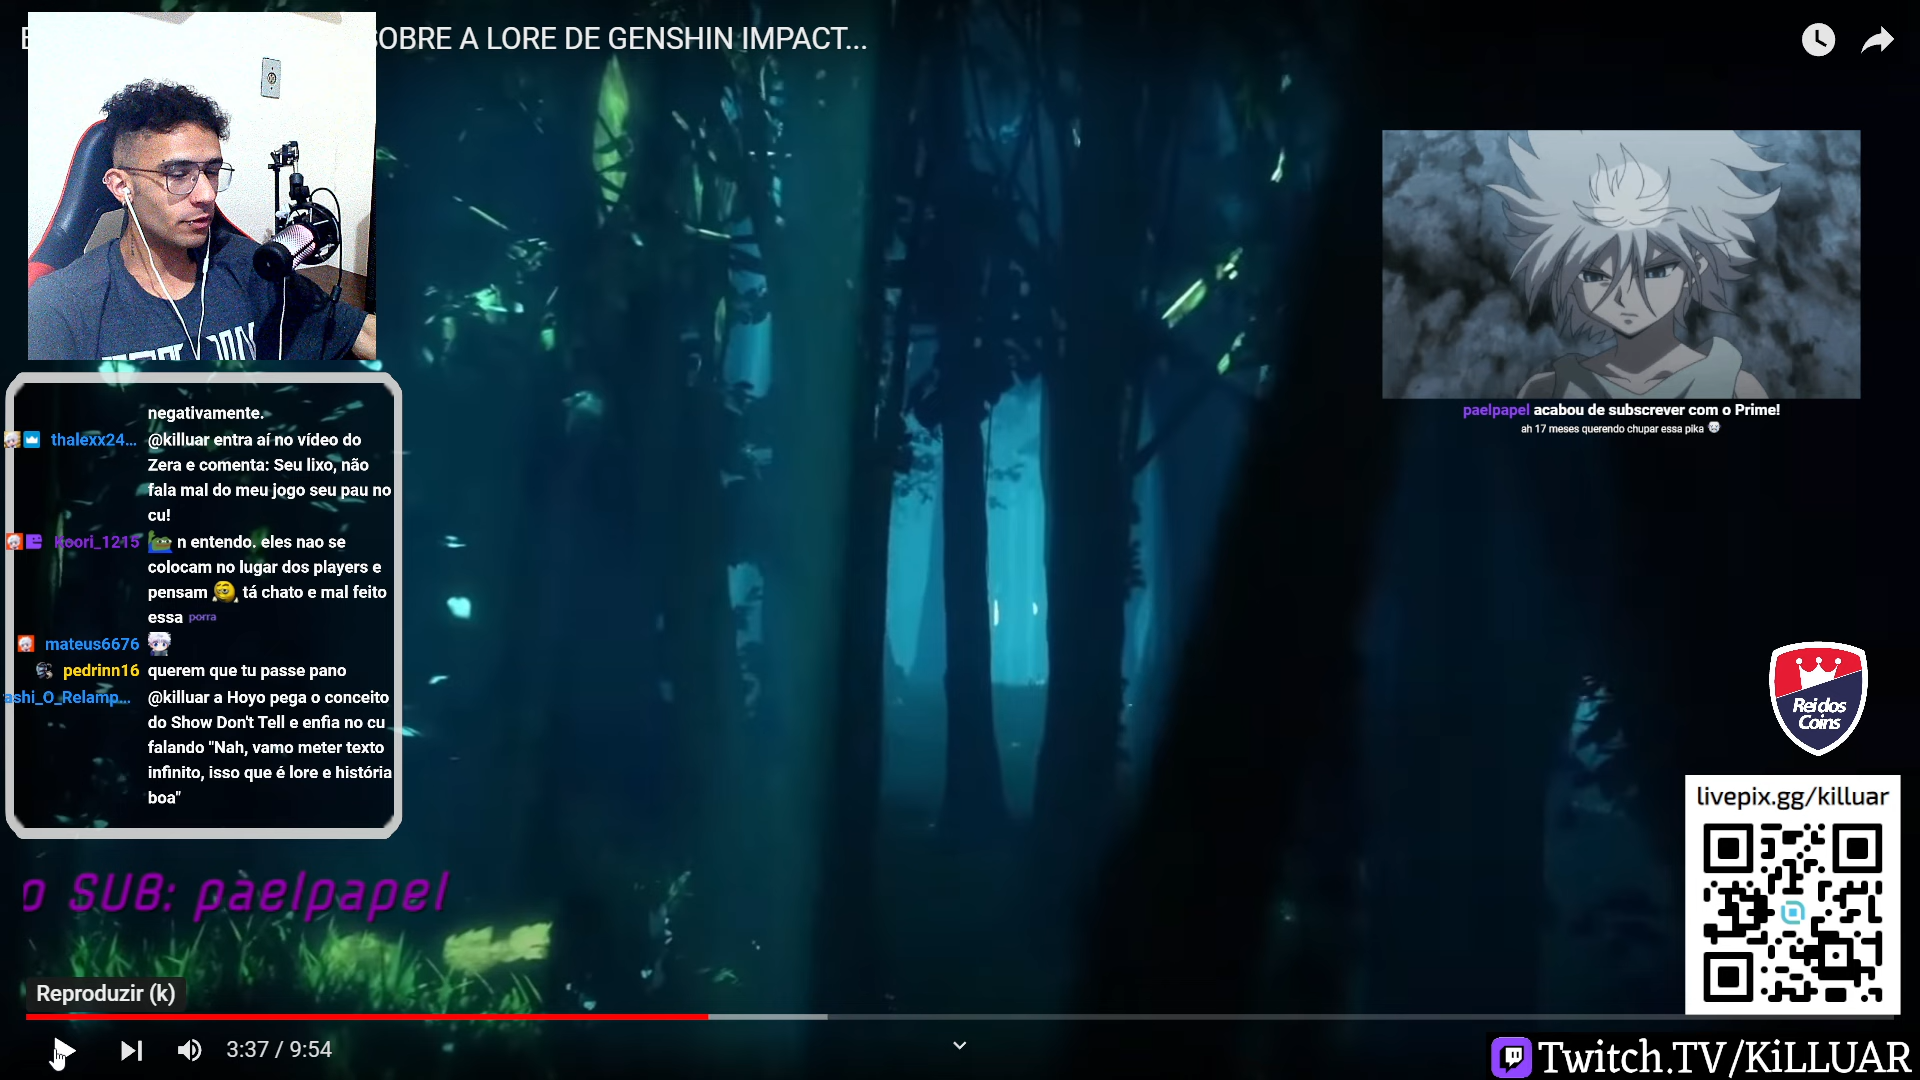 SOBRE A LORE DE GENSHIN IMPACT...
negativamente.
thalexx24... @killuar entra aí no vídeo do
Zera e comenta: Seu lixo, não
fala mal do meu jogo seu pau no
cu!
koori_1215 n entendo. eles nao se
colocam no lugar dos players e
pensam , tá chato e mal feito
essa porra
mateus6676
pedrinn16 querem que tu passe pano
ashi_O_Relamp... @killuar a Hoyo pega o conceito
do Show Don't Tell e enfia no cu
falando "Nah, vamo meter texto
infinito, isso que é lore e história
boa"
paelpapel acabou de subscrever com o Prime!
ah 17 meses querendo chupar essa pika
Rei dos
Coins
livepix.gg/killuar
o SUB: paelpapel
Reproduzir (k)
3:37 / 9:54
Twitch.TV/KiLLUAR